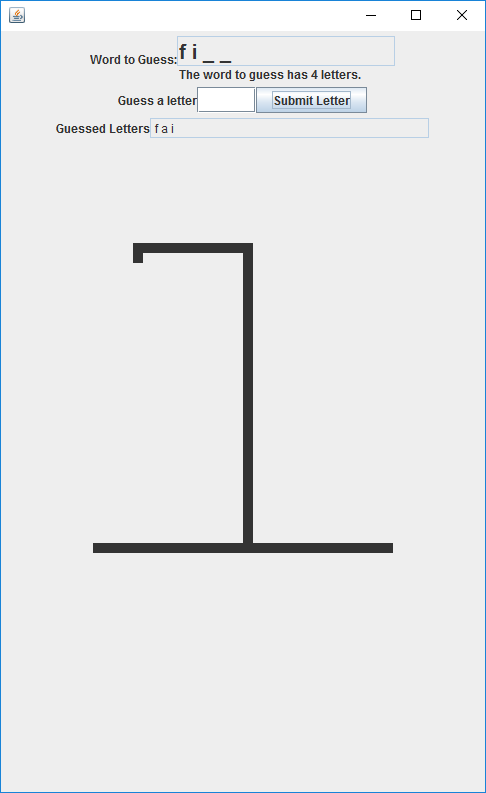 Word to Guess: f i _ _
The word to guess has 4 letters.
Guess a letter Submit Letter
Guessed Letters f a i